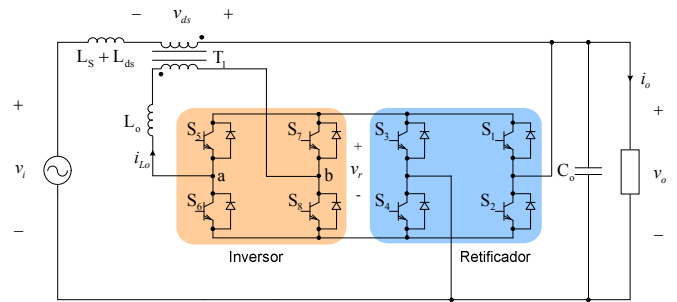 − v_ds +
L_S + L_ds
T_1
L_o
i_Lo
S_5
S_7
S_3
S_1
a
b
S_6
S_8
S_4
S_2
+
v_r
-
+
v_i
−
C_o
i_o
+
v_o
−
Inversor
Retificador